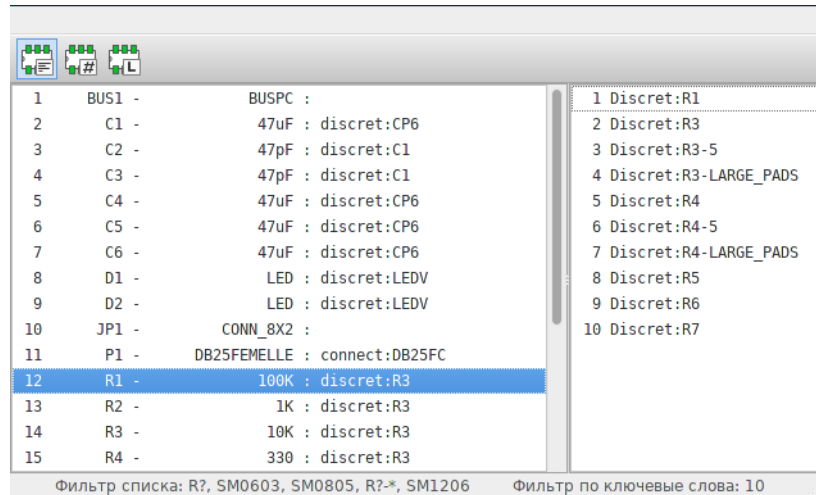 # L
1 BUS1 - BUSPC :
2 C1 - 47uF : discret:CP6
3 C2 - 47pF : discret:C1
4 C3 - 47pF : discret:C1
5 C4 - 47uF : discret:CP6
6 C5 - 47uF : discret:CP6
7 C6 - 47uF : discret:CP6
8 D1 - LED : discret:LEDV
9 D2 - LED : discret:LEDV
10 JP1 - CONN_8X2 :
11 P1 - DB25FEMELLE : connect:DB25FC
12 R1 - 100K : discret:R3
13 R2 - 1K : discret:R3
14 R3 - 10K : discret:R3
15 R4 - 330 : discret:R3
1 Discret:R1
2 Discret:R3
3 Discret:R3-5
4 Discret:R3-LARGE_PADS
5 Discret:R4
6 Discret:R4-5
7 Discret:R4-LARGE_PADS
8 Discret:R5
9 Discret:R6
10 Discret:R7
Фильтр списка: R?, SM0603, SM0805, R?-*, SM1206 Фильтр по ключевые слова: 10